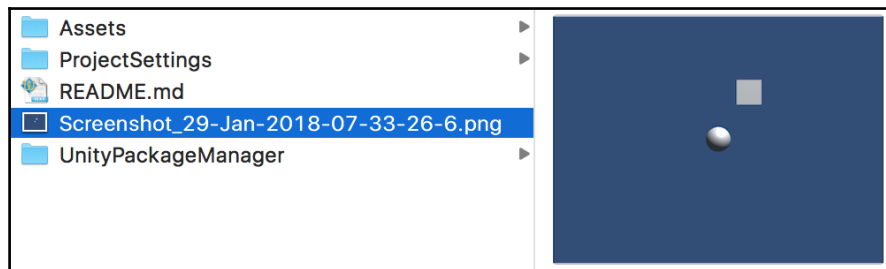 Assets
ProjectSettings
README.md
Screenshot_29-Jan-2018-07-33-26-6.png
UnityPackageManager